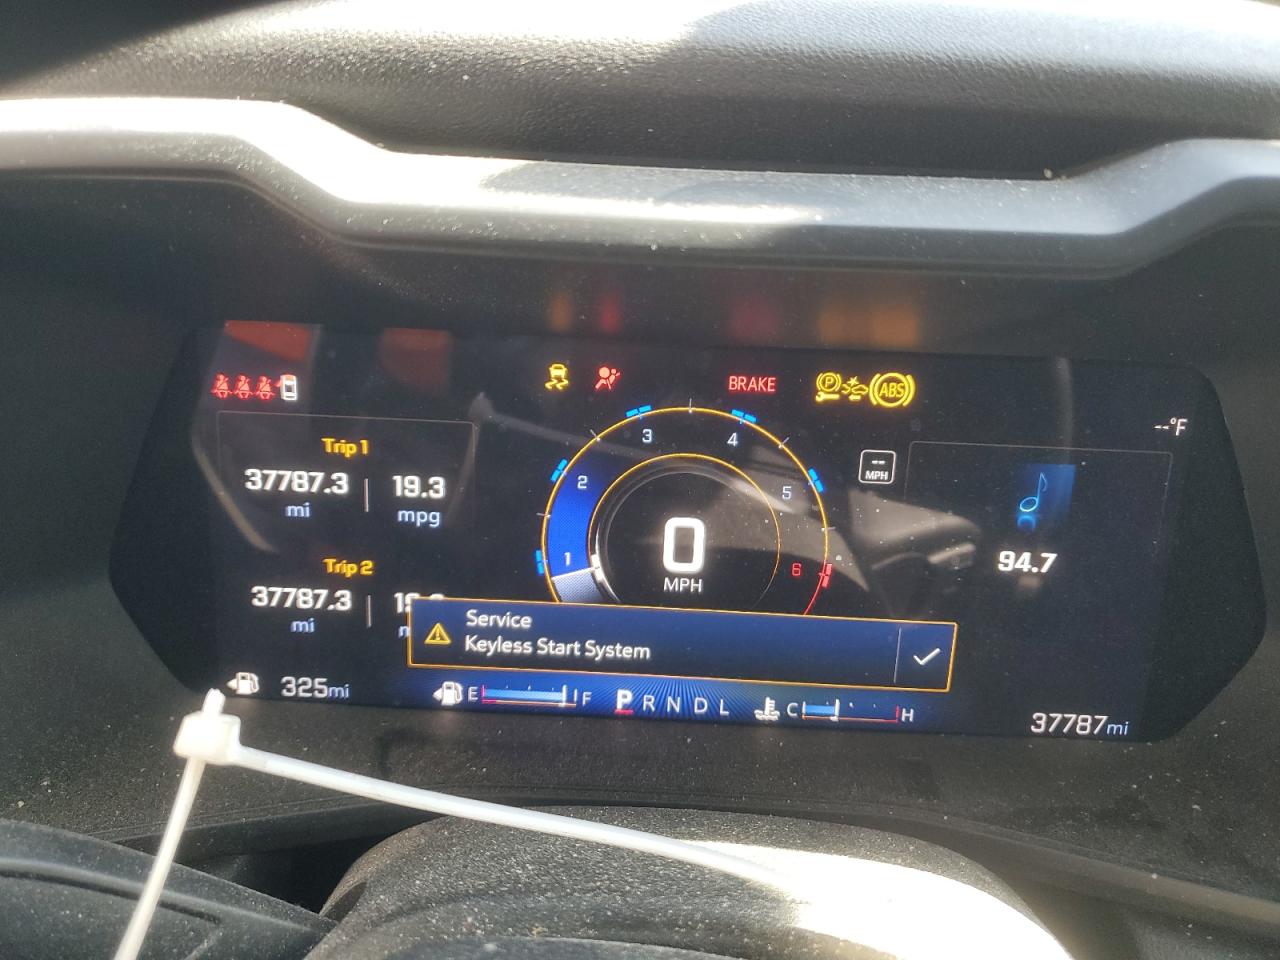 BRAKE
P
ABS
--°F
Trip 1
37787.3
mi
19.3
mpg
Trip 2
37787.3
mi
1 2 3 4 5 6
0
MPH
--
MPH
94.7
Service
Keyless Start System
325mi
E F
P R N D L
C H
37787mi